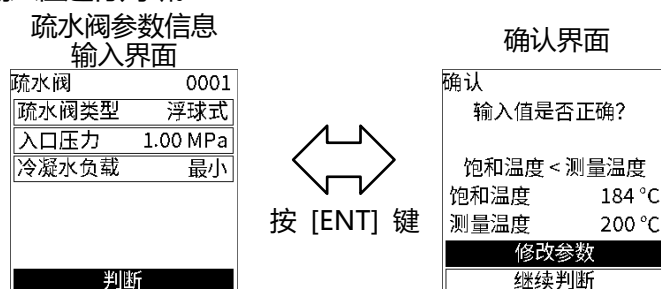 疏水阀参数信息
输入界面
疏水阀 0001
疏水阀类型 浮球式
入口压力 1.00 MPa
冷凝水负载 最小
判断
按 [ENT] 键
确认界面
确认
输入值是否正确?
饱和温度 < 测量温度
饱和温度 184 °C
测量温度 200 °C
修改参数
继续判断